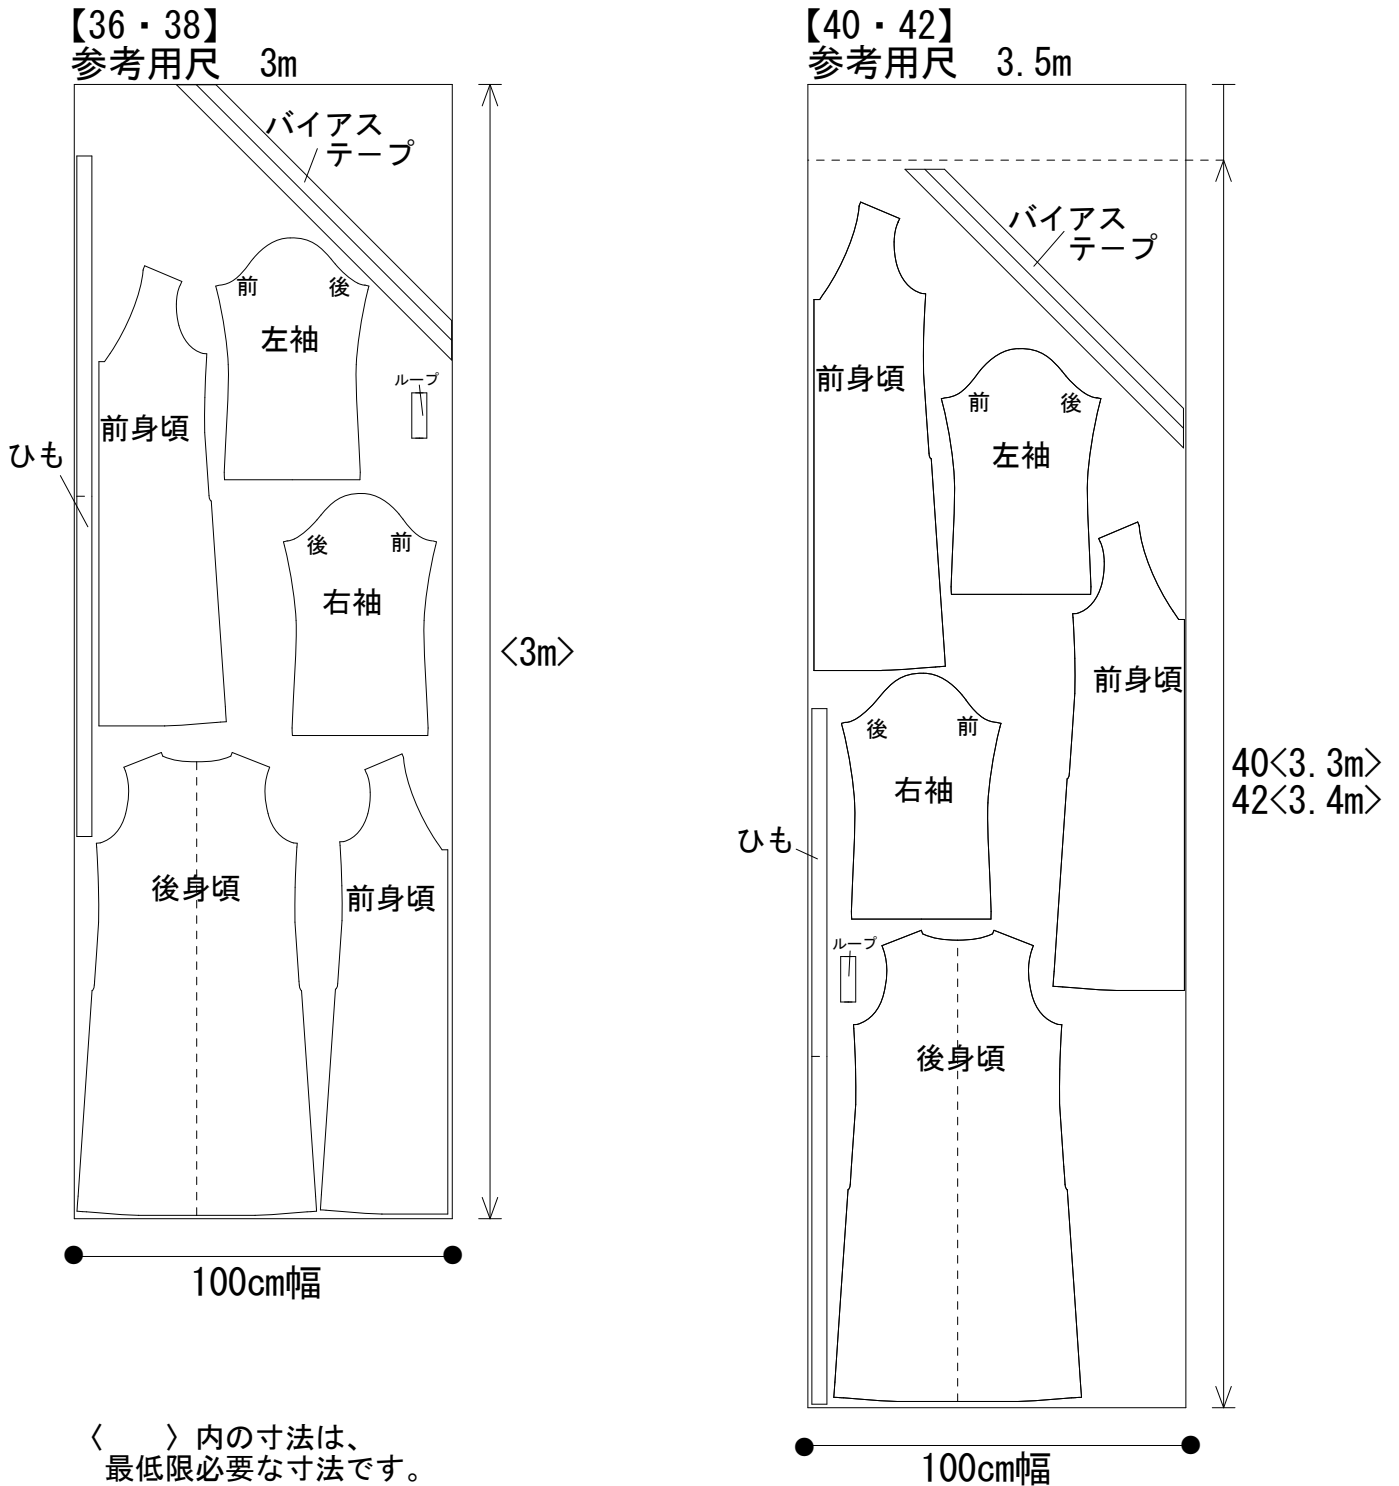 【36・38】
参考用尺　3m
バイアス
テープ
前
後
左袖
ループ
前身頃
ひも
後
前
右袖
<3m>
後身頃
前身頃
100cm幅
〈　　〉内の寸法は、
最低限必要な寸法です。
【40・42】
参考用尺　3.5m
バイアス
テープ
前身頃
前
後
左袖
前身頃
後
前
右袖
40<3.3m>
42<3.4m>
ひも
ループ
後身頃
100cm幅